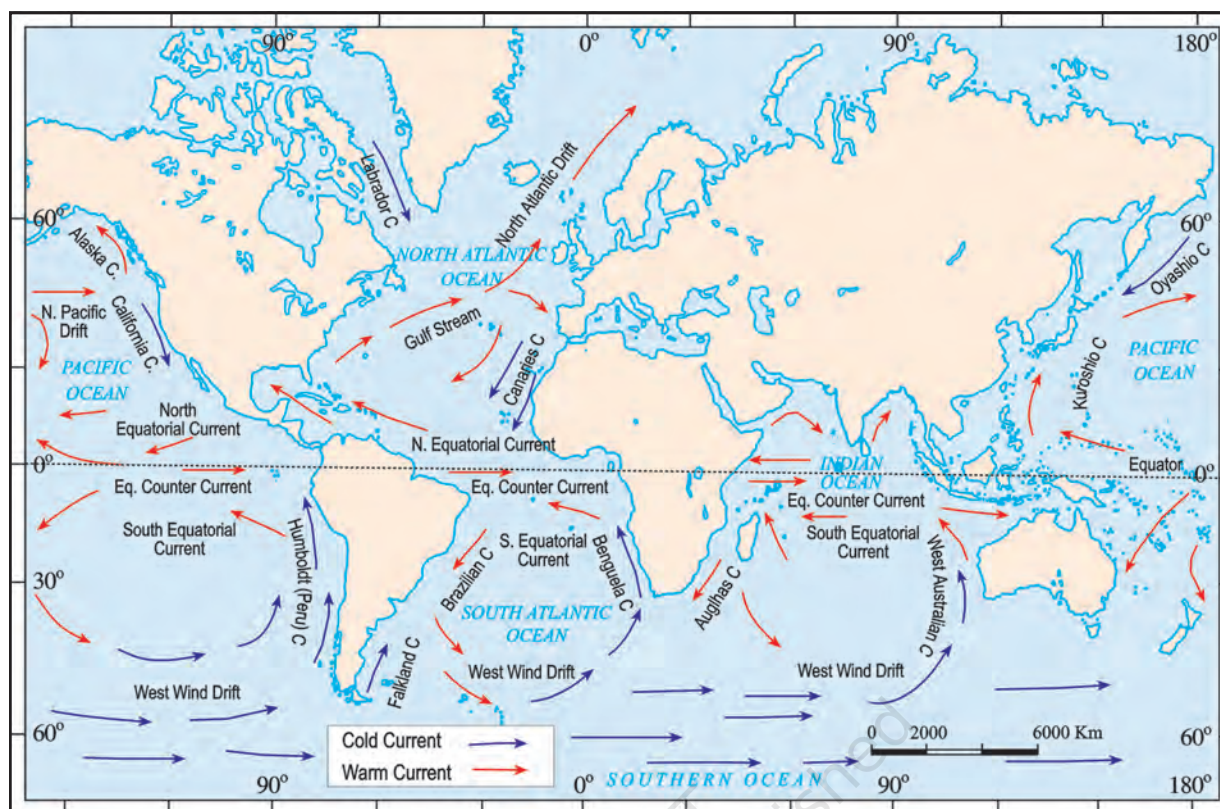 90°
0°
90°
180°
Labrador C
North Atlantic Drift
60°
60°
Alaska C.
NORTH ATLANTIC
OCEAN
Oyashio C
N. Pacific
Drift
California C.
Gulf Stream
Canaries C
Kuroshio C
PACIFIC
OCEAN
PACIFIC
OCEAN
North
Equatorial Current
N. Equatorial Current
Equator
0°
INDIAN
OCEAN
0°
Eq. Counter Current
Eq. Counter Current
Eq. Counter Current
South Equatorial
Current
Humboldt (Peru) C
Brazilian C
S. Equatorial
Current
Benguela C
South Equatorial
Current
West Australian C
30°
30°
SOUTH ATLANTIC
OCEAN
Auglhas C
West Wind Drift
Falkland C
West Wind Drift
West Wind Drift
60°
60°
Cold Current
Warm Current
0 2000 6000 Km
SOUTHERN OCEAN
90°
0°
90°
180°